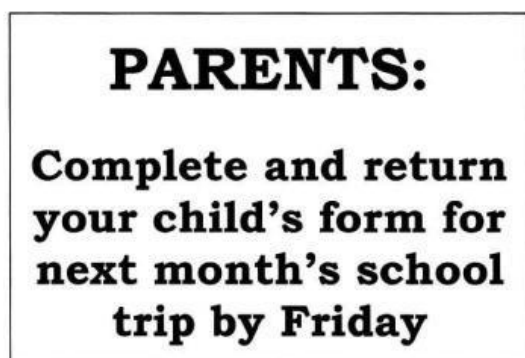 PARENTS:
Complete and return
your child's form for
next month's school
trip by Friday